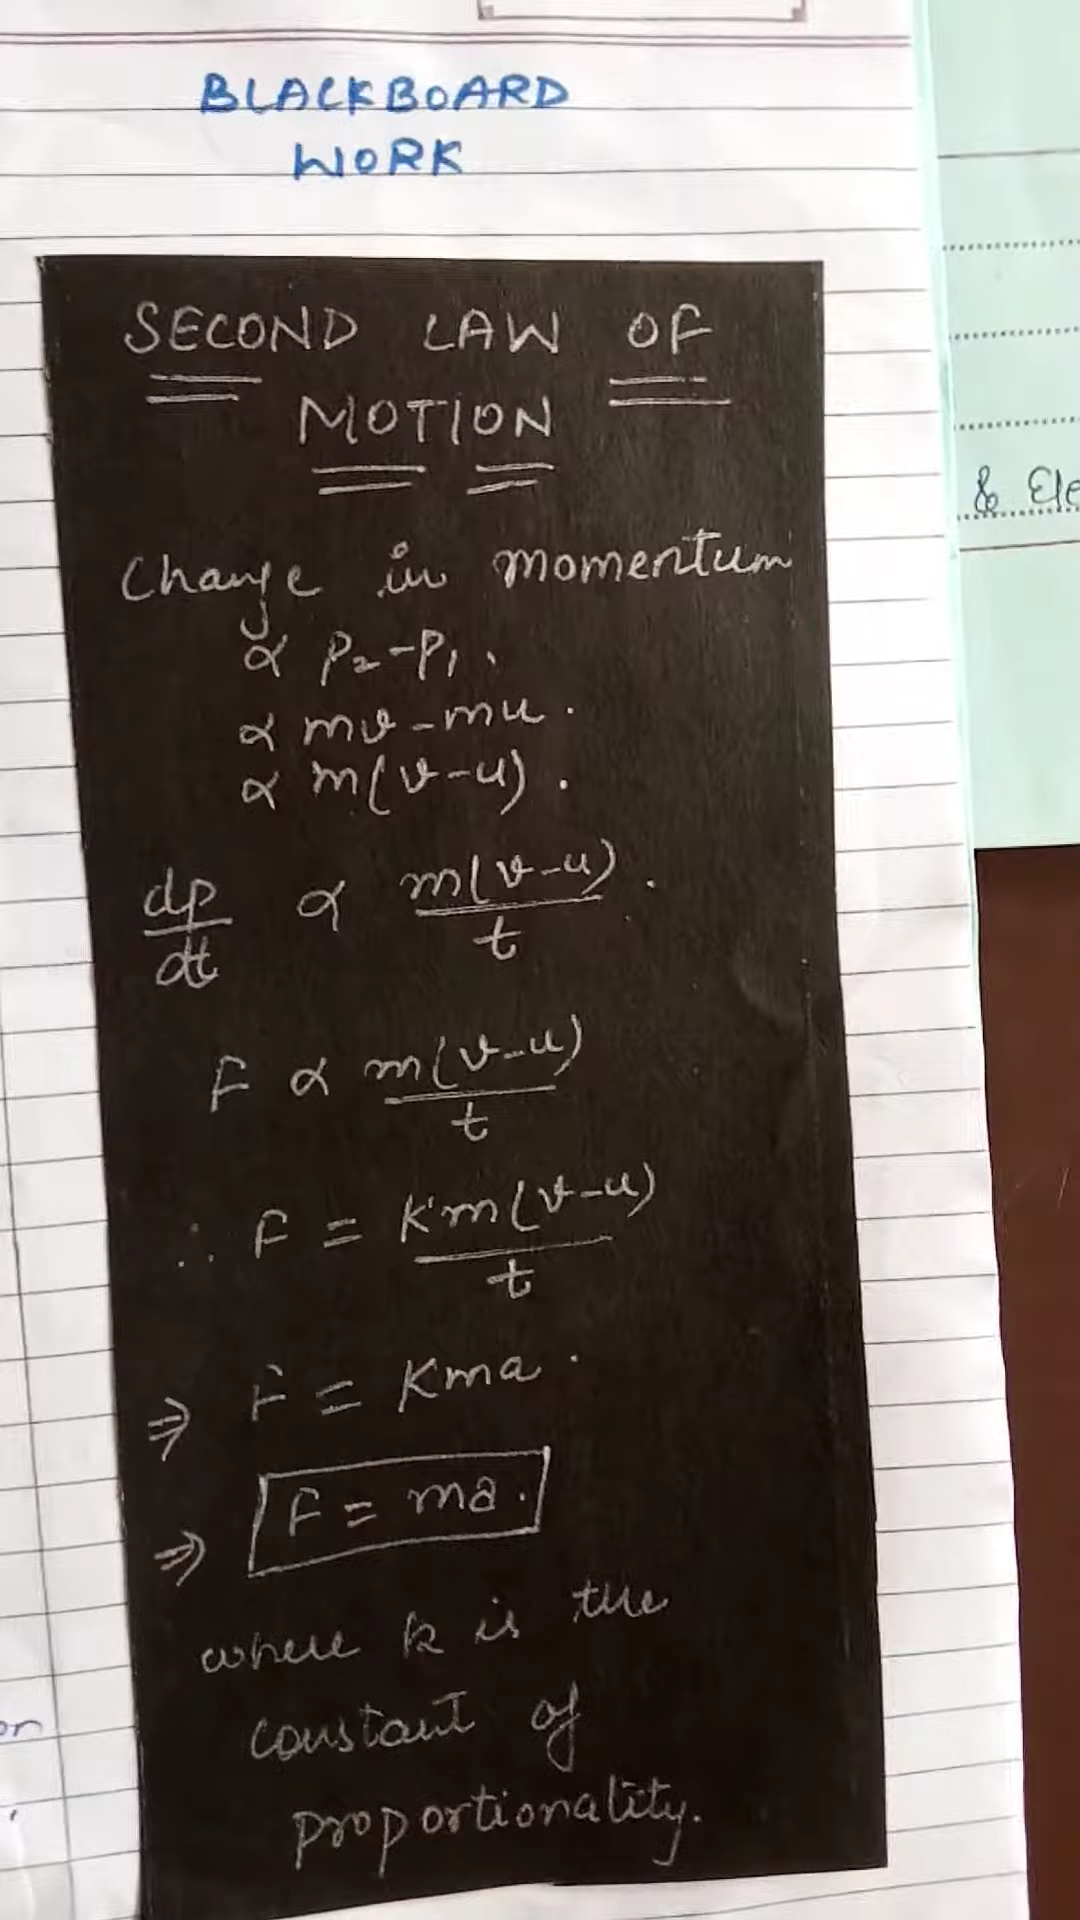 BLACKBOARD
WORK
SECOND LAW OF
MOTION
Change in momentum
∝ p₂-p₁.
∝ mv-mu.
∝ m(v-u).
dp/dt ∝ m(v-u)/t.
F ∝ m(v-u)/t
∴ F = Km(v-u)/t
⇒ F = Kma.
⇒ F = ma.
where k is the
constant of
proportionality.
& Ele
or